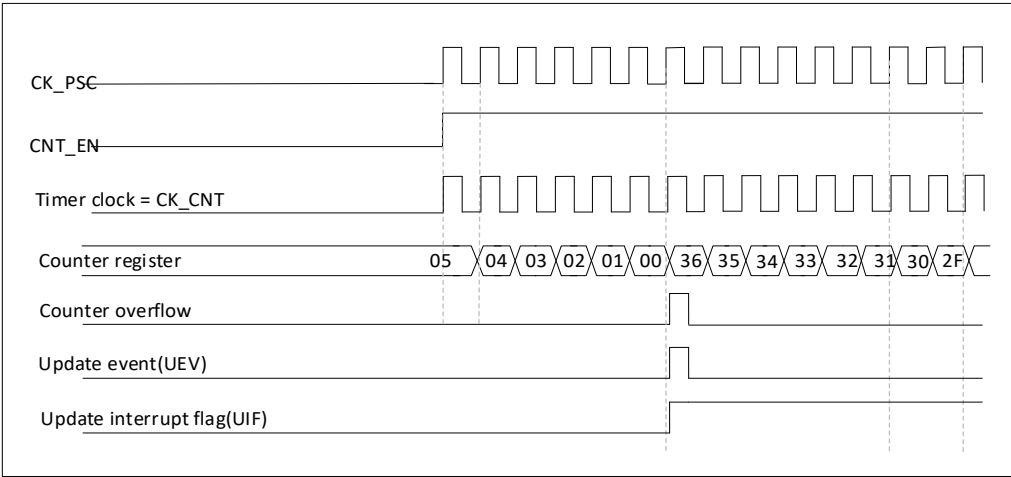 CK_PSC
CNT_EN
Timer clock = CK_CNT
Counter register 05 04 03 02 01 00 36 35 34 33 32 31 30 2F
Counter overflow
Update event(UEV)
Update interrupt flag(UIF)